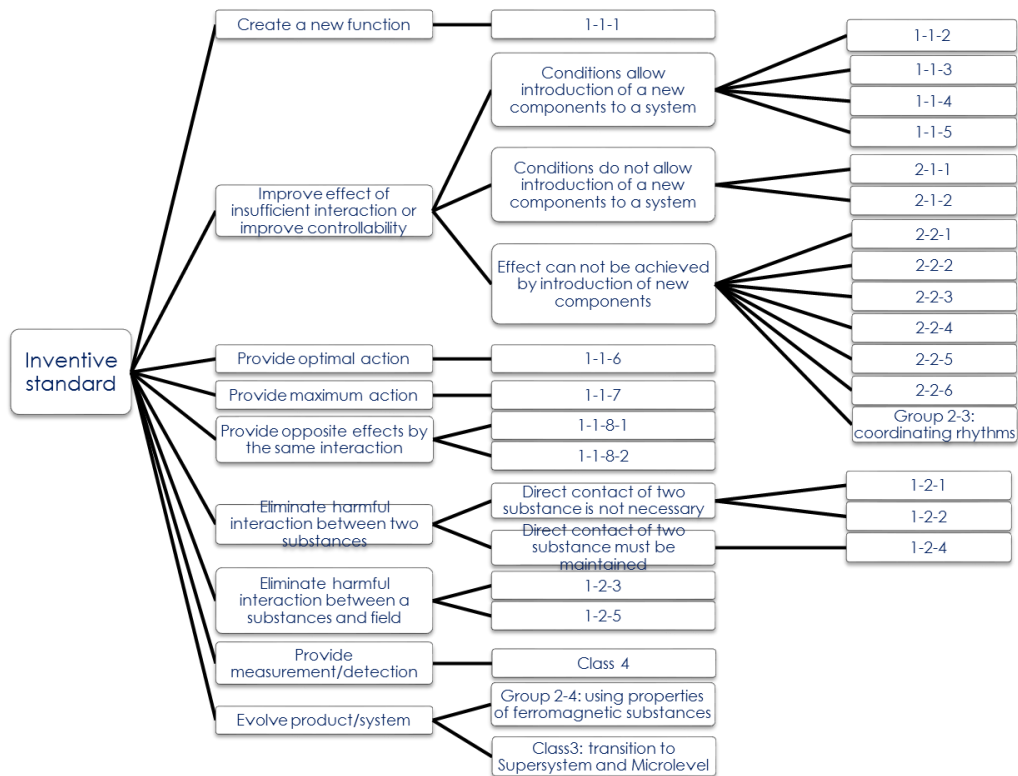 Inventive
standard
Create a new function
1-1-1
Improve effect of
insufficient interaction or
improve controllability
Conditions allow
introduction of a new
components to a system
1-1-2
1-1-3
1-1-4
1-1-5
Conditions do not allow
introduction of a new
components to a system
2-1-1
2-1-2
Effect can not be achieved
by introduction of new
components
2-2-1
2-2-2
2-2-3
2-2-4
2-2-5
2-2-6
Group 2-3:
coordinating rhythms
Provide optimal action
1-1-6
Provide maximum action
1-1-7
Provide opposite effects by
the same interaction
1-1-8-1
1-1-8-2
Eliminate harmful
interaction between two
substances
Direct contact of two
substance is not necessary
1-2-1
1-2-2
Direct contact of two
substance must be
maintained
1-2-4
Eliminate harmful
interaction between a
substances and field
1-2-3
1-2-5
Provide
measurement/detection
Class 4
Evolve product/system
Group 2-4: using properties
of ferromagnetic substances
Class3: transition to
Supersystem and Microlevel